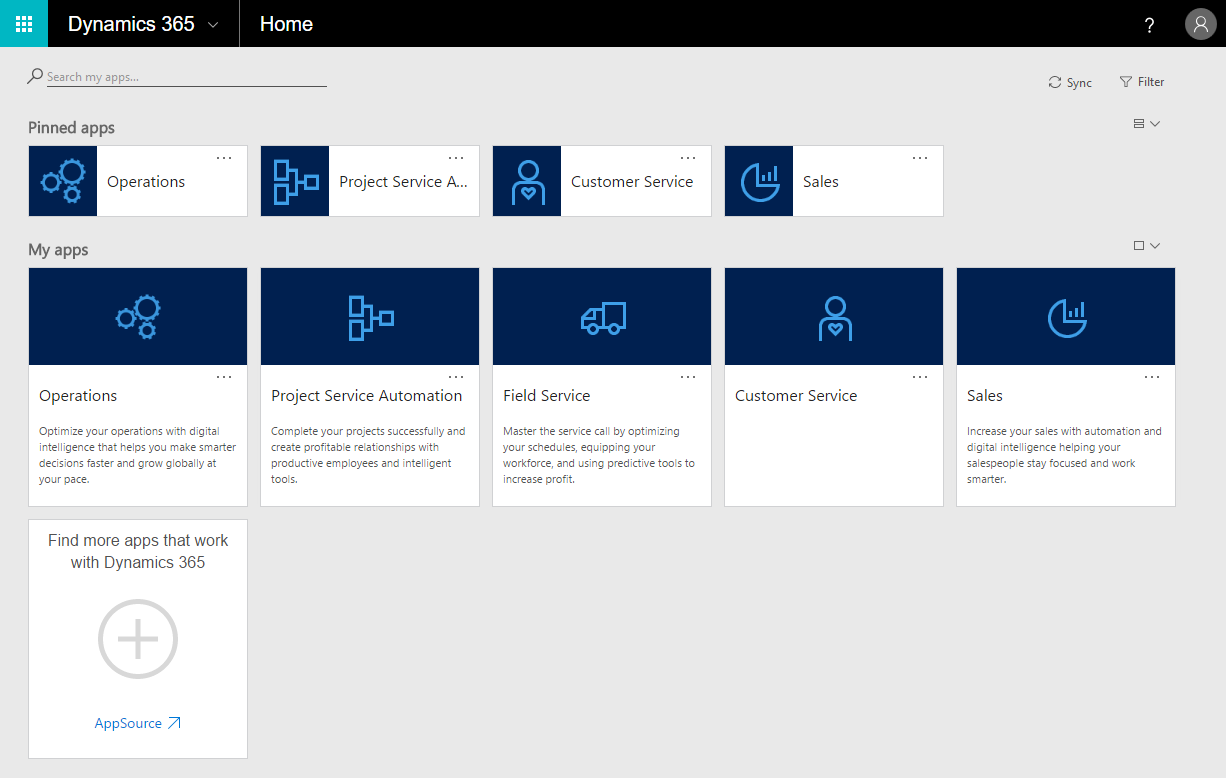 Dynamics 365
Home
?
Search my apps...
Sync
Filter
Pinned apps
Operations
Project Service A...
Customer Service
Sales
My apps
Operations
Optimize your operations with digital
intelligence that helps you make smarter
decisions faster and grow globally at
your pace.
Project Service Automation
Complete your projects successfully and
create profitable relationships with
productive employees and intelligent
tools.
Field Service
Master the service call by optimizing
your schedules, equipping your
workforce, and using predictive tools to
increase profit.
Customer Service
Sales
Increase your sales with automation and
digital intelligence helping your
salespeople stay focused and work
smarter.
Find more apps that work
with Dynamics 365
AppSource